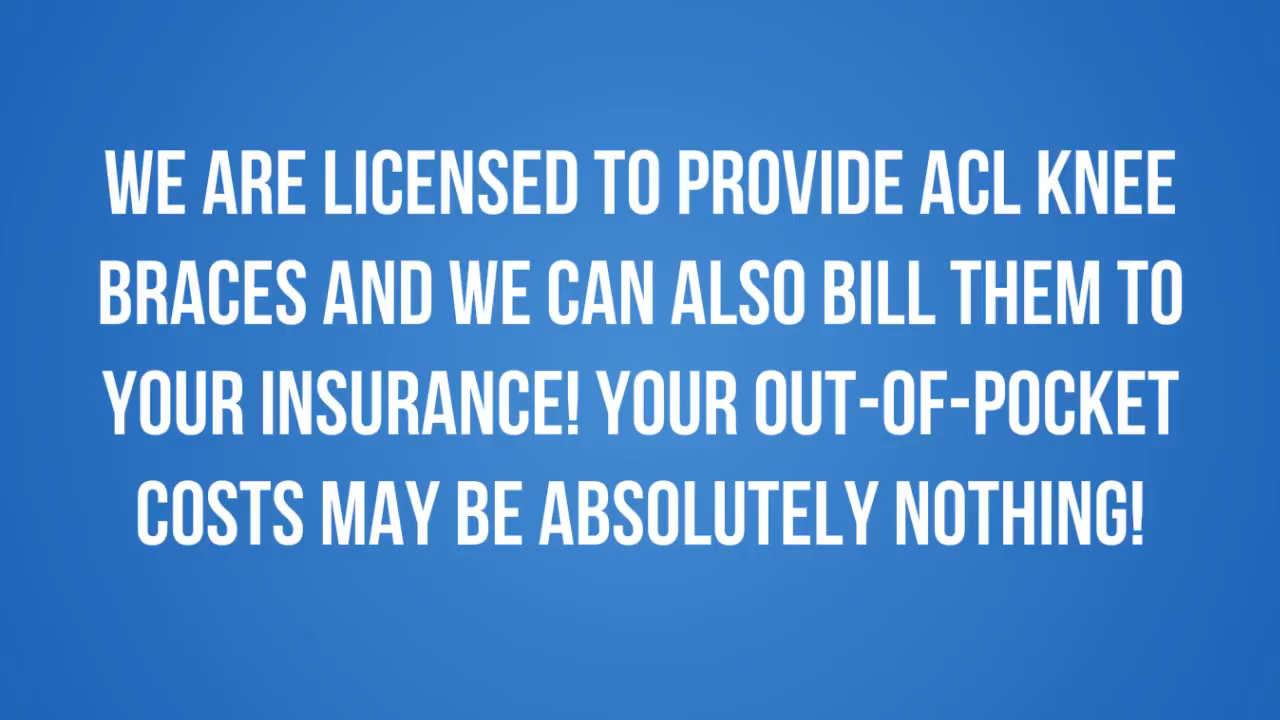 WE ARE LICENSED TO PROVIDE ACL KNEE
BRACES AND WE CAN ALSO BILL THEM TO
YOUR INSURANCE! YOUR OUT-OF-POCKET
COSTS MAY BE ABSOLUTELY NOTHING!